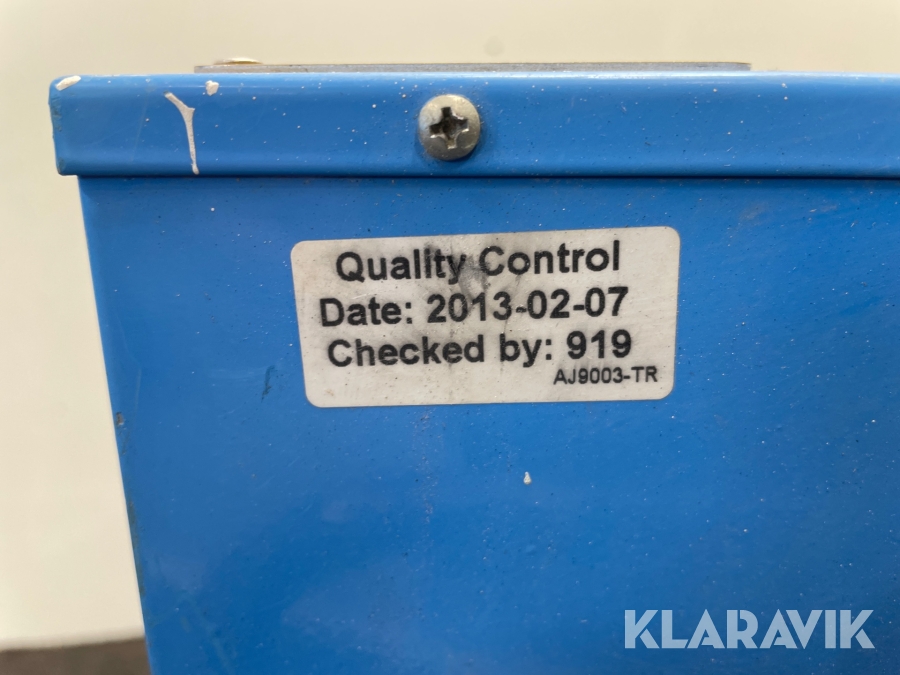 Quality Control
Date: 2013-02-07
Checked by: 919
AJ9003-TR
KLARAVIK